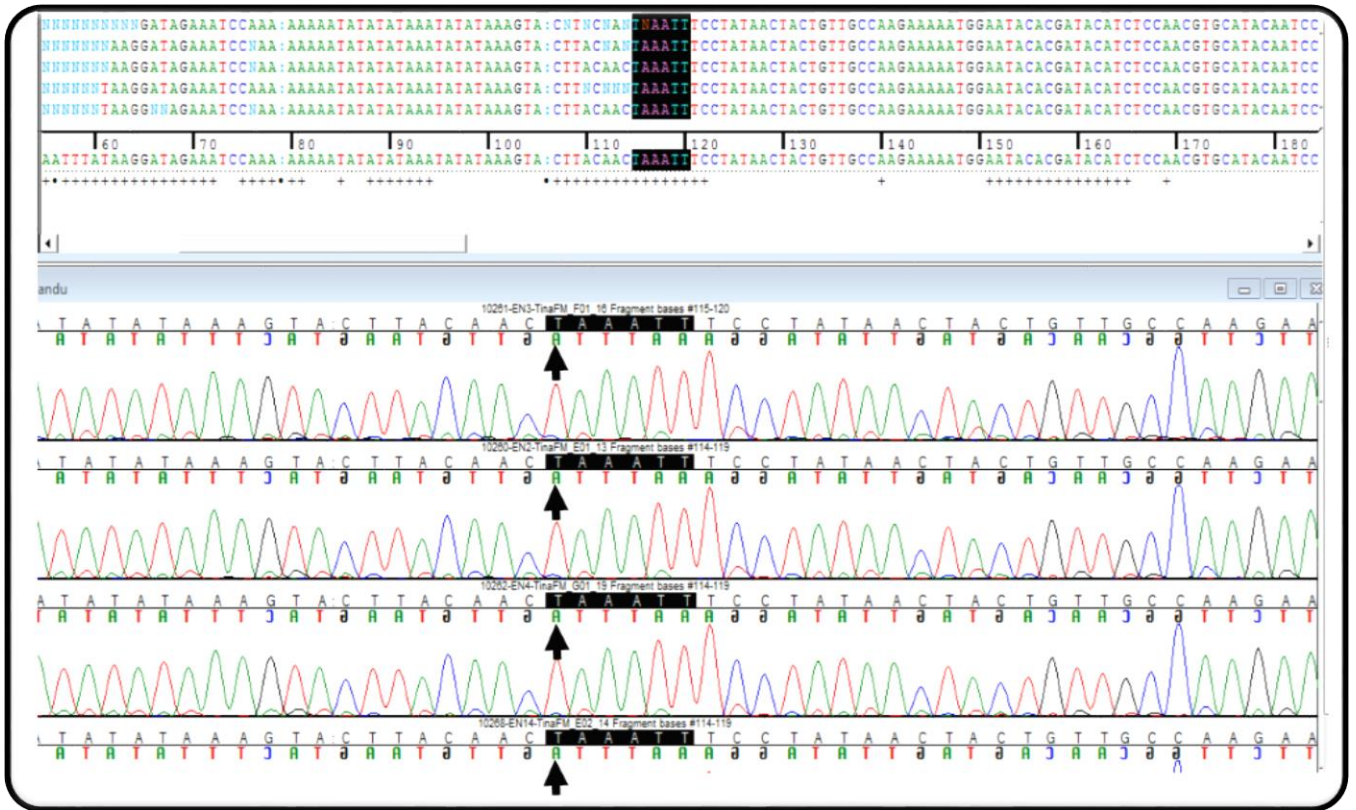 NNNNNNNNNNGATAGAAATCCAAA:AAAAATATATATAAATATATAAAGTA:CNTNCNANTNAATTTCCTATAACTACTGTTGCCAAGAAAAATGGAATACACGATACATCTCCAACGTGCATACAATCC
NNNNNNNAAGGATAGAAATCCNAA:AAAAATATATATAAATATATAAAGTA:CTTACNANTAAATTTCCTATAACTACTGTTGCCAAGAAAAATGGAATACACGATACATCTCCAACGTGCATACAATCC
NNNNNNNAAGGATAGAAATCCNAA:AAAAATATATATAAATATATAAAGTA:CTTACAACTAAATTTCCTATAACTACTGTTGCCAAGAAAAATGGAATACACGATACATCTCCAACGTGCATACAATCC
NNNNNNTAAGGATAGAAATCCNAA:AAAAATATATATAAATATATAAAGTA:CTTNCNNNTAAATTTCCTATAACTACTGTTGCCAAGAAAAATGGAATACACGATACATCTCCAACGTGCATACAATCC
NNNNNNTAAGGNNAGAAATCCNAA:AAAAATATATATAAATATATAAAGTA:CTTACAACTAAATTTCCTATAACTACTGTTGCCAAGAAAAATGGAATACACGATACATCTCCAACGTGCATACAATCC
60 70 80 90 100 110 120 130 140 150 160 170 180
AATTTATAAGGATAGAAATCCAAA:AAAAATATATATAAATATATAAAGTA:CTTACAACTAAATTTCCTATAACTACTGTTGCCAAGAAAAATGGAATACACGATACATCTCCAACGTGCATACAATCC
andu
10261-EN3-TinaFM_F01_16 Fragment bases #115-120
A T A T A T A A A G T A : C T T A C A A C T A A A T T T C C T A T A A C T A C T G T T G C C A A G A A
A T A T A T T T C A T G A A T G T T G A T T T A A A G G A T A T T G A T G A C A A C G G T T C T T
10260-EN2-TinaFM_E01_13 Fragment bases #114-119
A T A T A T A A A G T A : C T T A C A A C T A A A T T T C C T A T A A C T A C T G T T G C C A A G A A
A T A T A T T T C A T G A A T G T T G A T T T A A A G G A T A T T G A T G A C A A C G G T T C T T
10262-EN4-TinaFM_G01_19 Fragment bases #114-119
A T A T A T A A A G T A : C T T A C A A C T A A A T T T C C T A T A A C T A C T G T T G C C A A G A A
T A T A T A T T T C A T G A A T G T T G A T T T A A A G G A T A T T G A T G A C A A C G G T T C T T
10268-EN14-TinaFM_E02_14 Fragment bases #114-119
A T A T A T A A A G T A : C T T A C A A C T A A A T T T C C T A T A A C T A C T G T T G C C A A G A A
A T A T A T T T C A T G A A T G T T G A T T T A A A G G A T A T T G A T G A C A A C G G T T C T T